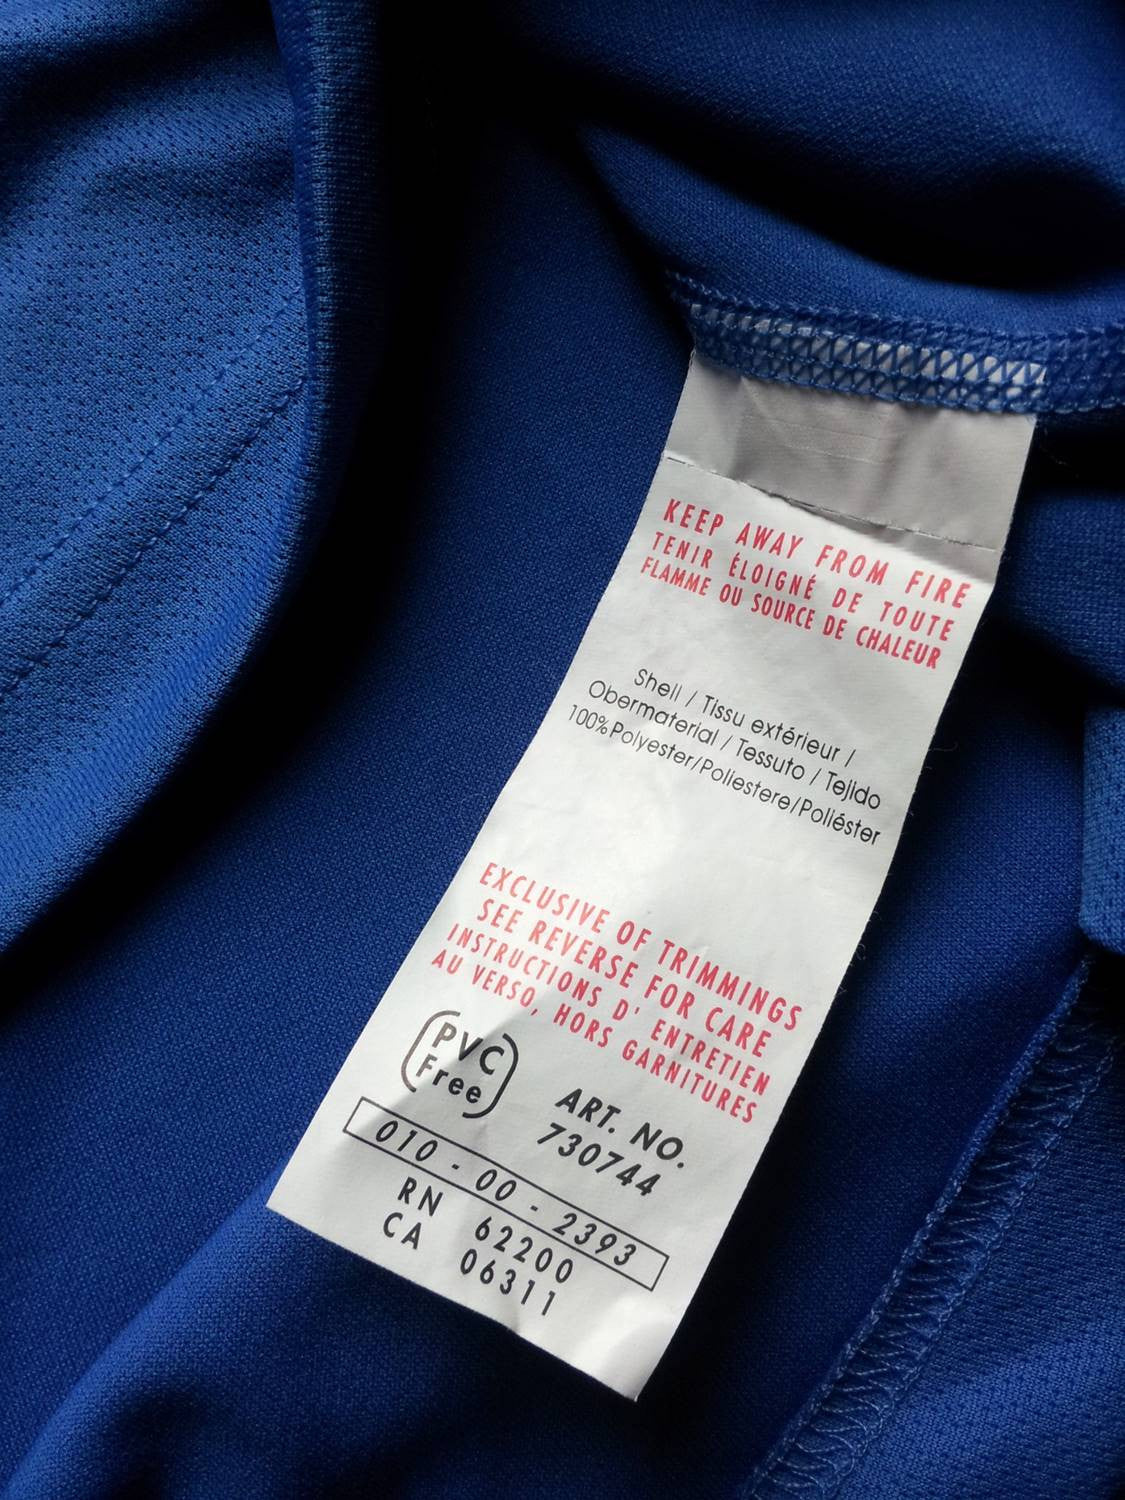 KEEP AWAY FROM FIRE
TENIR ÉLOIGNÉ DE TOUTE
FLAMME OU SOURCE DE CHALEUR
Shell / Tissu extérieur /
Obermaterial / Tessuto / Tejido
100%Polyester/Poliestere/Poliéster
EXCLUSIVE OF TRIMMINGS
SEE REVERSE FOR CARE
INSTRUCTIONS D' ENTRETIEN
AU VERSO, HORS GARNITURES
PVC
Free
ART. NO.
730744
010 - 00 - 2393
RN 62200
CA 06311